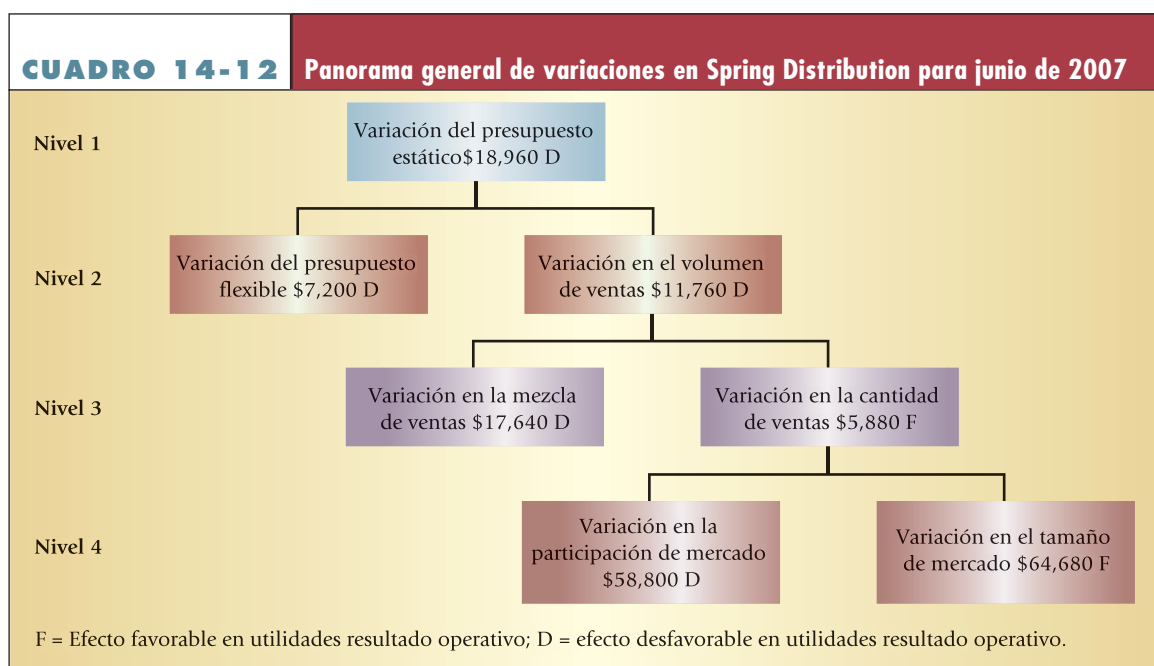 CUADRO 14-12
Panorama general de variaciones en Spring Distribution para junio de 2007
Nivel 1
Variación del presupuesto
estático$18,960 D
Nivel 2
Variación del presupuesto
flexible $7,200 D
Variación en el volumen
de ventas $11,760 D
Nivel 3
Variación en la mezcla
de ventas $17,640 D
Variación en la cantidad
de ventas $5,880 F
Nivel 4
Variación en la
participación de mercado
$58,800 D
Variación en el tamaño
de mercado $64,680 F
F = Efecto favorable en utilidades resultado operativo; D = efecto desfavorable en utilidades resultado operativo.